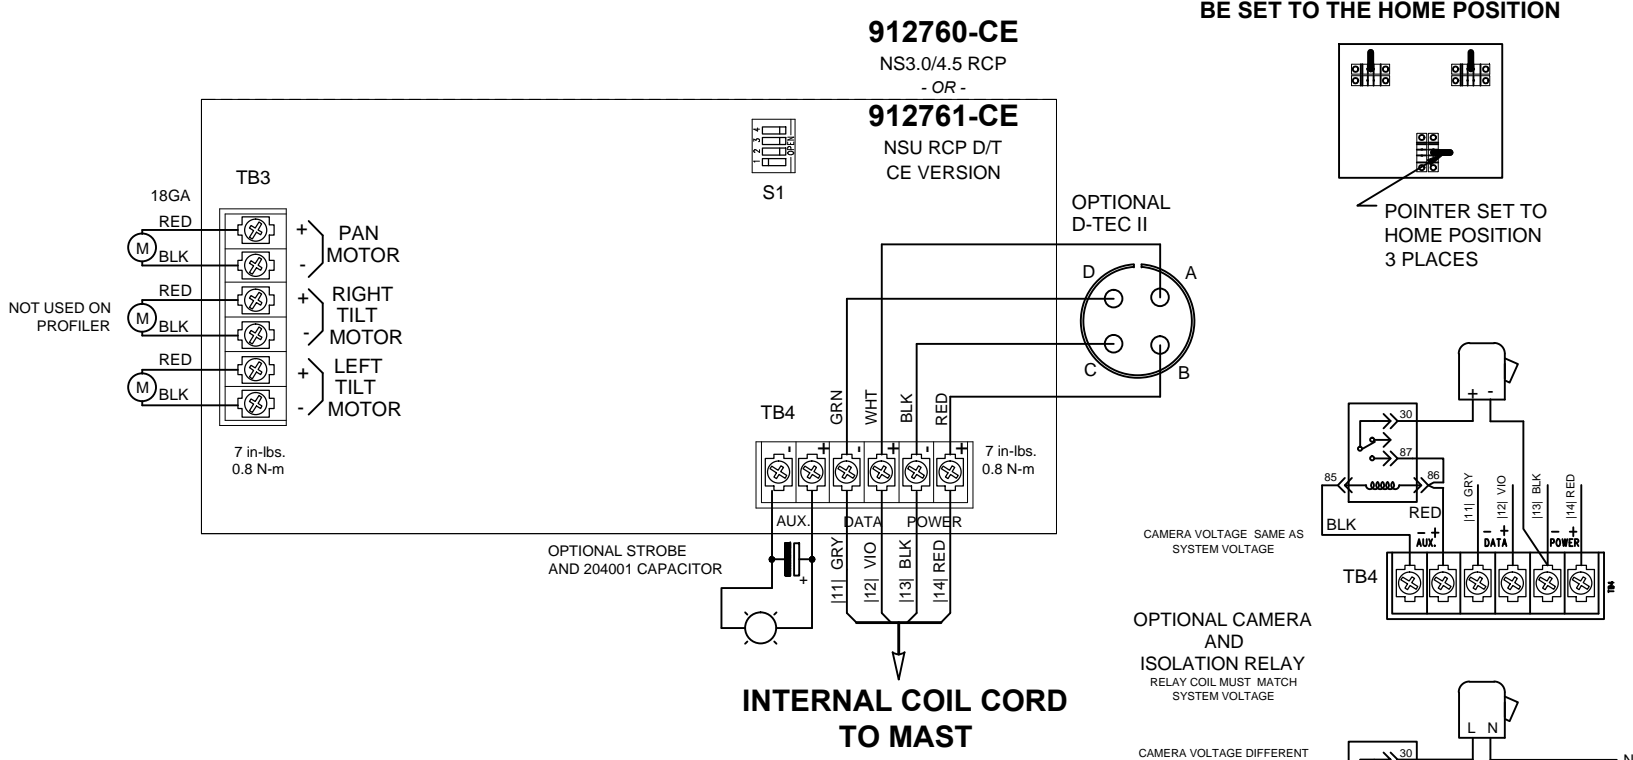 BE SET TO THE HOME POSITION
912760-CE
NS3.0/4.5 RCP
- OR -
912761-CE
NSU RCP D/T
CE VERSION
1 2 3 4
OPEN
S1
TB3
18GA
RED
BLK
RED
BLK
RED
BLK
M
M
M
+
-
+
-
+
-
PAN
MOTOR
RIGHT
TILT
MOTOR
LEFT
TILT
MOTOR
NOT USED ON
PROFILER
7 in-lbs.
0.8 N-m
OPTIONAL
D-TEC II
D
A
C
B
TB4
GRN
WHT
BLK
RED
- + - + - +
7 in-lbs.
0.8 N-m
AUX.
DATA
POWER
OPTIONAL STROBE
AND 204001 CAPACITOR
+
|11| GRY
|12| VIO
|13| BLK
|14| RED
INTERNAL COIL CORD
TO MAST
POINTER SET TO
HOME POSITION
3 PLACES
+ -
30
87
85
86
BLK
RED
|11| GRY
|12| VIO
|13| BLK
|14| RED
- + - + - +
AUX.
DATA
POWER
TB4
TB4
CAMERA VOLTAGE SAME AS
SYSTEM VOLTAGE
OPTIONAL CAMERA
AND
ISOLATION RELAY
RELAY COIL MUST MATCH
SYSTEM VOLTAGE
L N
CAMERA VOLTAGE DIFFERENT
30
N